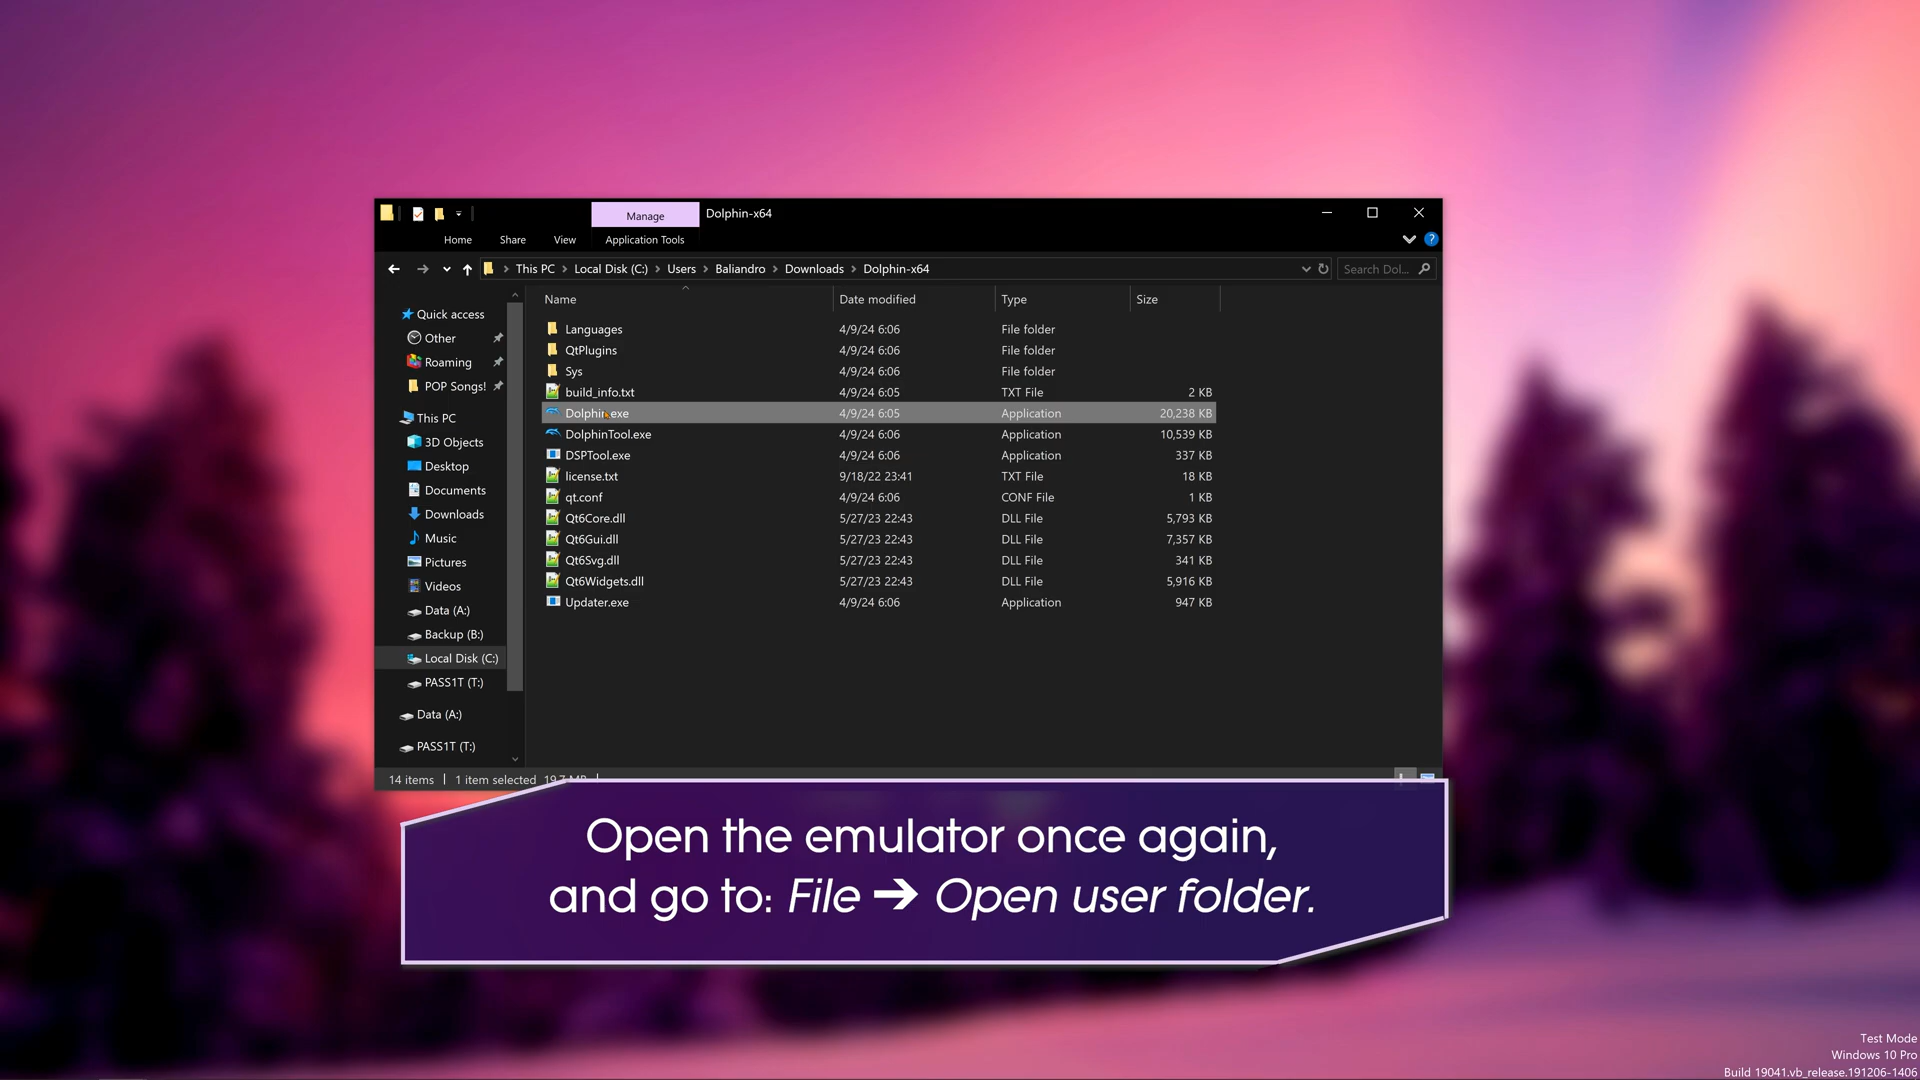 Manage
Dolphin-x64
Home
Share
View
Application Tools
This PC
Local Disk (C:)
Users
Baliandro
Downloads
Dolphin-x64
Search Dol...
Quick access
Other
Roaming
POP Songs!
This PC
3D Objects
Desktop
Documents
Downloads
Music
Pictures
Videos
Data (A:)
Backup (B:)
Local Disk (C:)
PASS1T (T:)
Data (A:)
PASS1T (T:)
Name Date modified Type Size
Languages 4/9/24 6:06 File folder
QtPlugins 4/9/24 6:06 File folder
Sys 4/9/24 6:06 File folder
build_info.txt 4/9/24 6:05 TXT File 2 KB
Dolphin.exe 4/9/24 6:05 Application 20,238 KB
DolphinTool.exe 4/9/24 6:06 Application 10,539 KB
DSPTool.exe 4/9/24 6:06 Application 337 KB
license.txt 9/18/22 23:41 TXT File 18 KB
qt.conf 4/9/24 6:06 CONF File 1 KB
Qt6Core.dll 5/27/23 22:43 DLL File 5,793 KB
Qt6Gui.dll 5/27/23 22:43 DLL File 7,357 KB
Qt6Svg.dll 5/27/23 22:43 DLL File 341 KB
Qt6Widgets.dll 5/27/23 22:43 DLL File 5,916 KB
Updater.exe 4/9/24 6:06 Application 947 KB
14 items 1 item selected 19.7 MB
Open the emulator once again,
and go to: File ➔ Open user folder.
Test Mode
Windows 10 Pro
Build 19041.vb_release.191206-1406